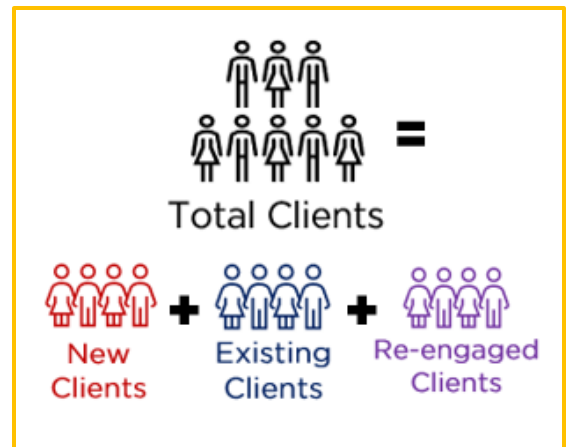 =
Total Clients
+ +
New
Clients
Existing
Clients
Re-engaged
Clients